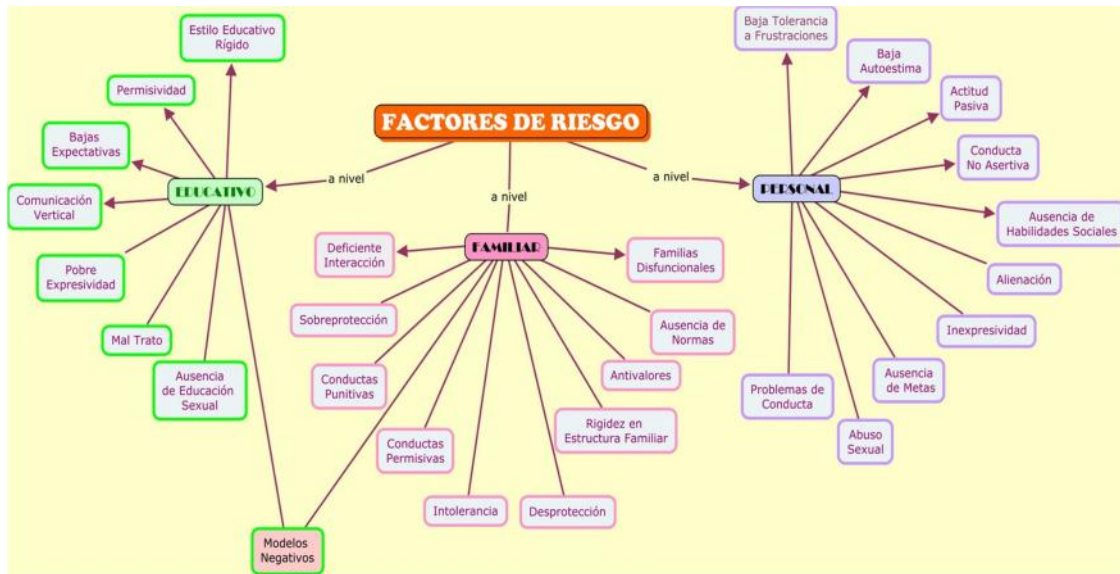 FACTORES DE RIESGO
a nivel
a nivel
a nivel
EDUCATIVO
Estilo Educativo
Rígido
Permisividad
Bajas
Expectativas
Comunicación
Vertical
Pobre
Expresividad
Mal Trato
Ausencia
de Educación
Sexual
Modelos
Negativos
FAMILIAR
Deficiente
Interacción
Sobreprotección
Conductas
Punitivas
Conductas
Permisivas
Intolerancia
Desprotección
Rigidez en
Estructura Familiar
Antivalores
Ausencia de
Normas
Familias
Disfuncionales
PERSONAL
Baja Tolerancia
a Frustraciones
Baja
Autoestima
Actitud
Pasiva
Conducta
No Asertiva
Ausencia de
Habilidades Sociales
Alienación
Inexpresividad
Ausencia
de Metas
Abuso
Sexual
Problemas de
Conducta